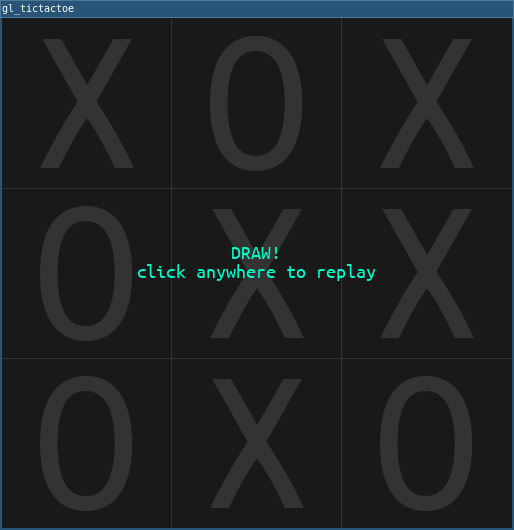 gl_tictactoe
X O X
O X X
DRAW!
click anywhere to replay
O X O